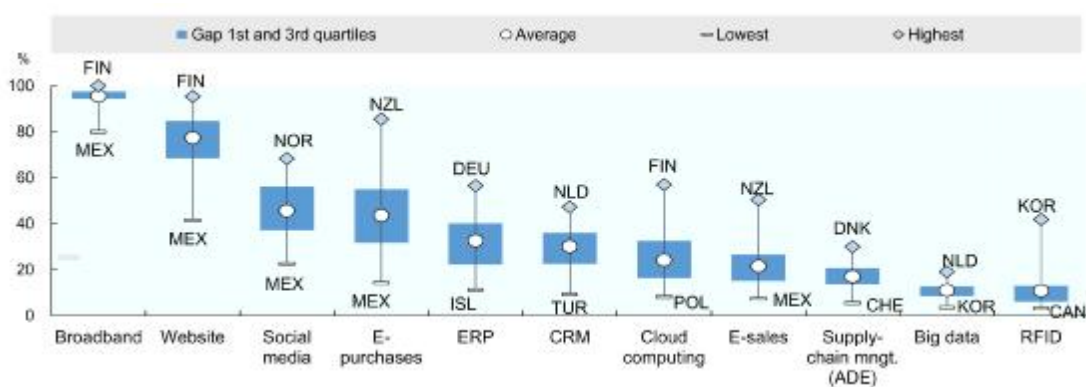 Gap 1st and 3rd quartiles Average Lowest Highest
%
100
80
60
40
20
0
FIN
MEX
FIN
MEX
NOR
MEX
NZL
MEX
DEU
ISL
NLD
TUR
FIN
POL
NZL
MEX
DNK
CHE
NLD
KOR
KOR
CAN
Broadband Website Social media E-purchases ERP CRM Cloud computing E-sales Supply-chain mngt. (ADE) Big data RFID